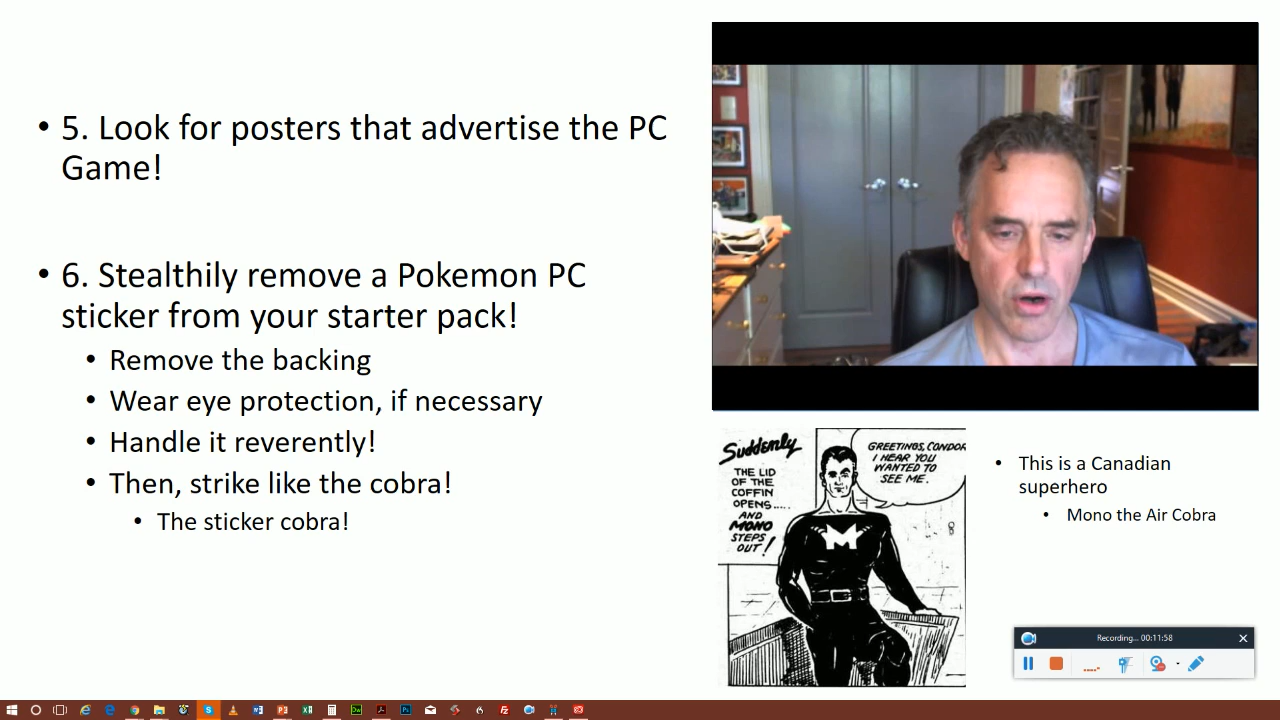 • 5. Look for posters that advertise the PC
Game!
• 6. Stealthily remove a Pokemon PC
sticker from your starter pack!
• Remove the backing
• Wear eye protection, if necessary
• Handle it reverently!
• Then, strike like the cobra!
• The sticker cobra!
Suddenly
THE LID
OF THE
COFFIN
OPENS.....
AND
MONO
STEPS
OUT!
GREETINGS, CONDOR
I HEAR YOU
WANTED TO
SEE ME.
M
• This is a Canadian
superhero
• Mono the Air Cobra
Recording... 00:11:58